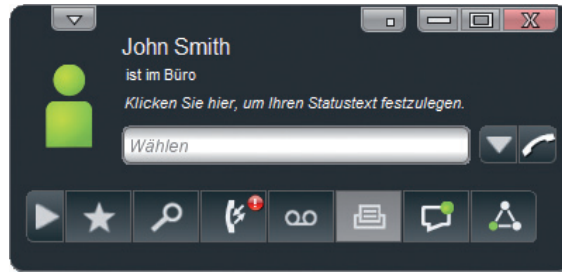 John Smith
ist im Büro
Klicken Sie hier, um Ihren Statustext festzulegen.
Wählen